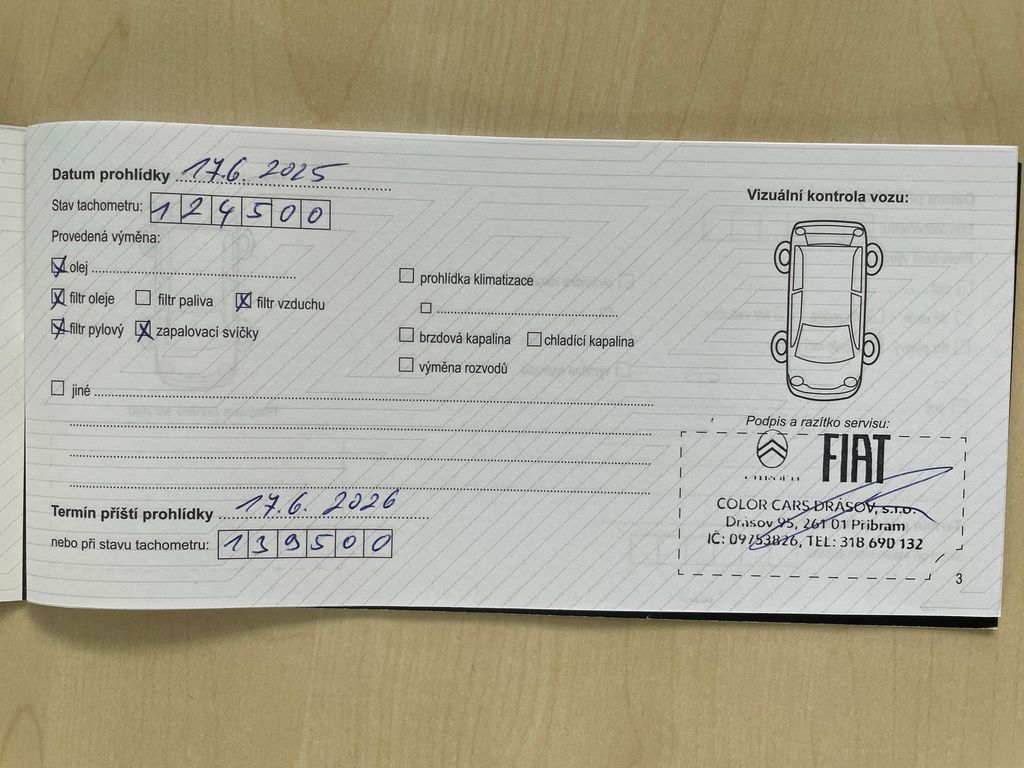 Datum prohlídky 17.6. 2025
Stav tachometru: 124500
Provedená výměna:
olej
filtr oleje filtr paliva filtr vzduchu
filtr pylový zapalovací svíčky
prohlídka klimatizace
brzdová kapalina chladící kapalina
výměna rozvodů
jiné
Termín příští prohlídky 17.6. 2026
nebo při stavu tachometru: 139500
Vizuální kontrola vozu:
Podpis a razítko servisu:
CITROËN FIAT
COLOR CARS DRÁSOV, s.r.o.
Drásov 95, 261 01 Příbram
IČ: 09753826, TEL: 318 690 132
3